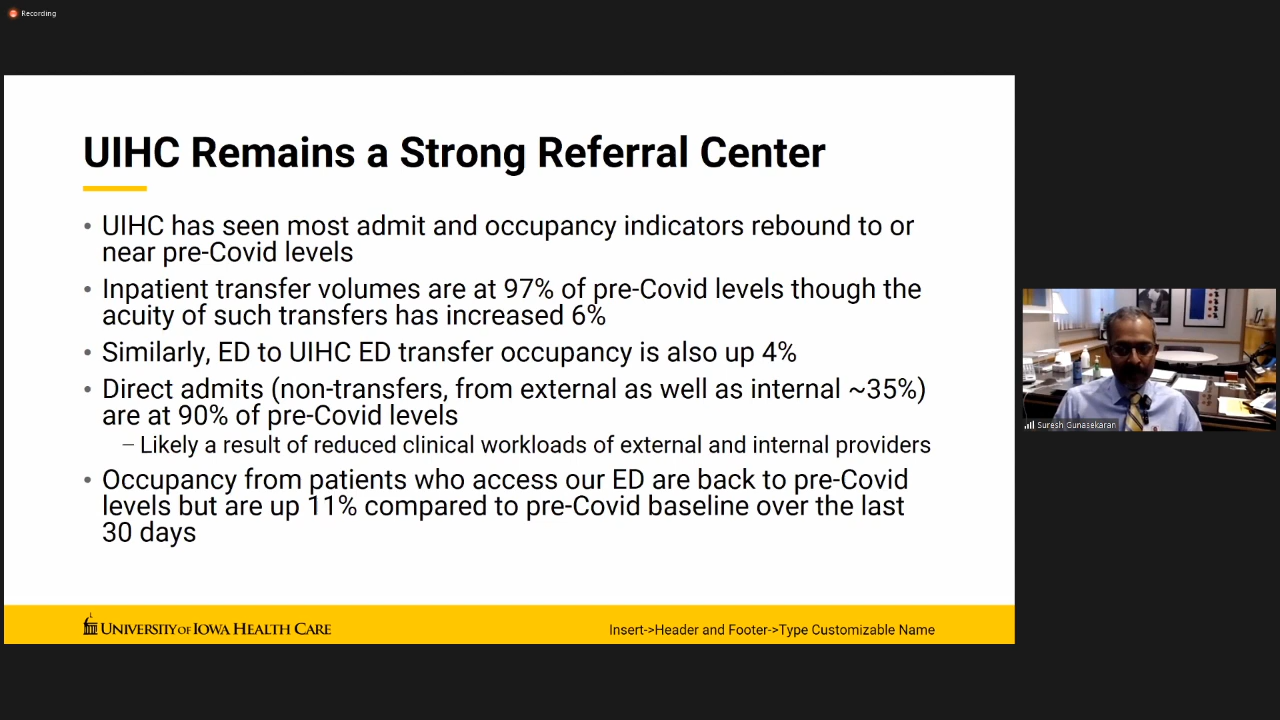 Recording
UIHC Remains a Strong Referral Center
• UIHC has seen most admit and occupancy indicators rebound to or
near pre-Covid levels
• Inpatient transfer volumes are at 97% of pre-Covid levels though the
acuity of such transfers has increased 6%
• Similarly, ED to UIHC ED transfer occupancy is also up 4%
• Direct admits (non-transfers, from external as well as internal ~35%)
are at 90% of pre-Covid levels
– Likely a result of reduced clinical workloads of external and internal providers
• Occupancy from patients who access our ED are back to pre-Covid
levels but are up 11% compared to pre-Covid baseline over the last
30 days
UNIVERSITY OF IOWA HEALTH CARE
Insert->Header and Footer->Type Customizable Name
Suresh Gunasekaran